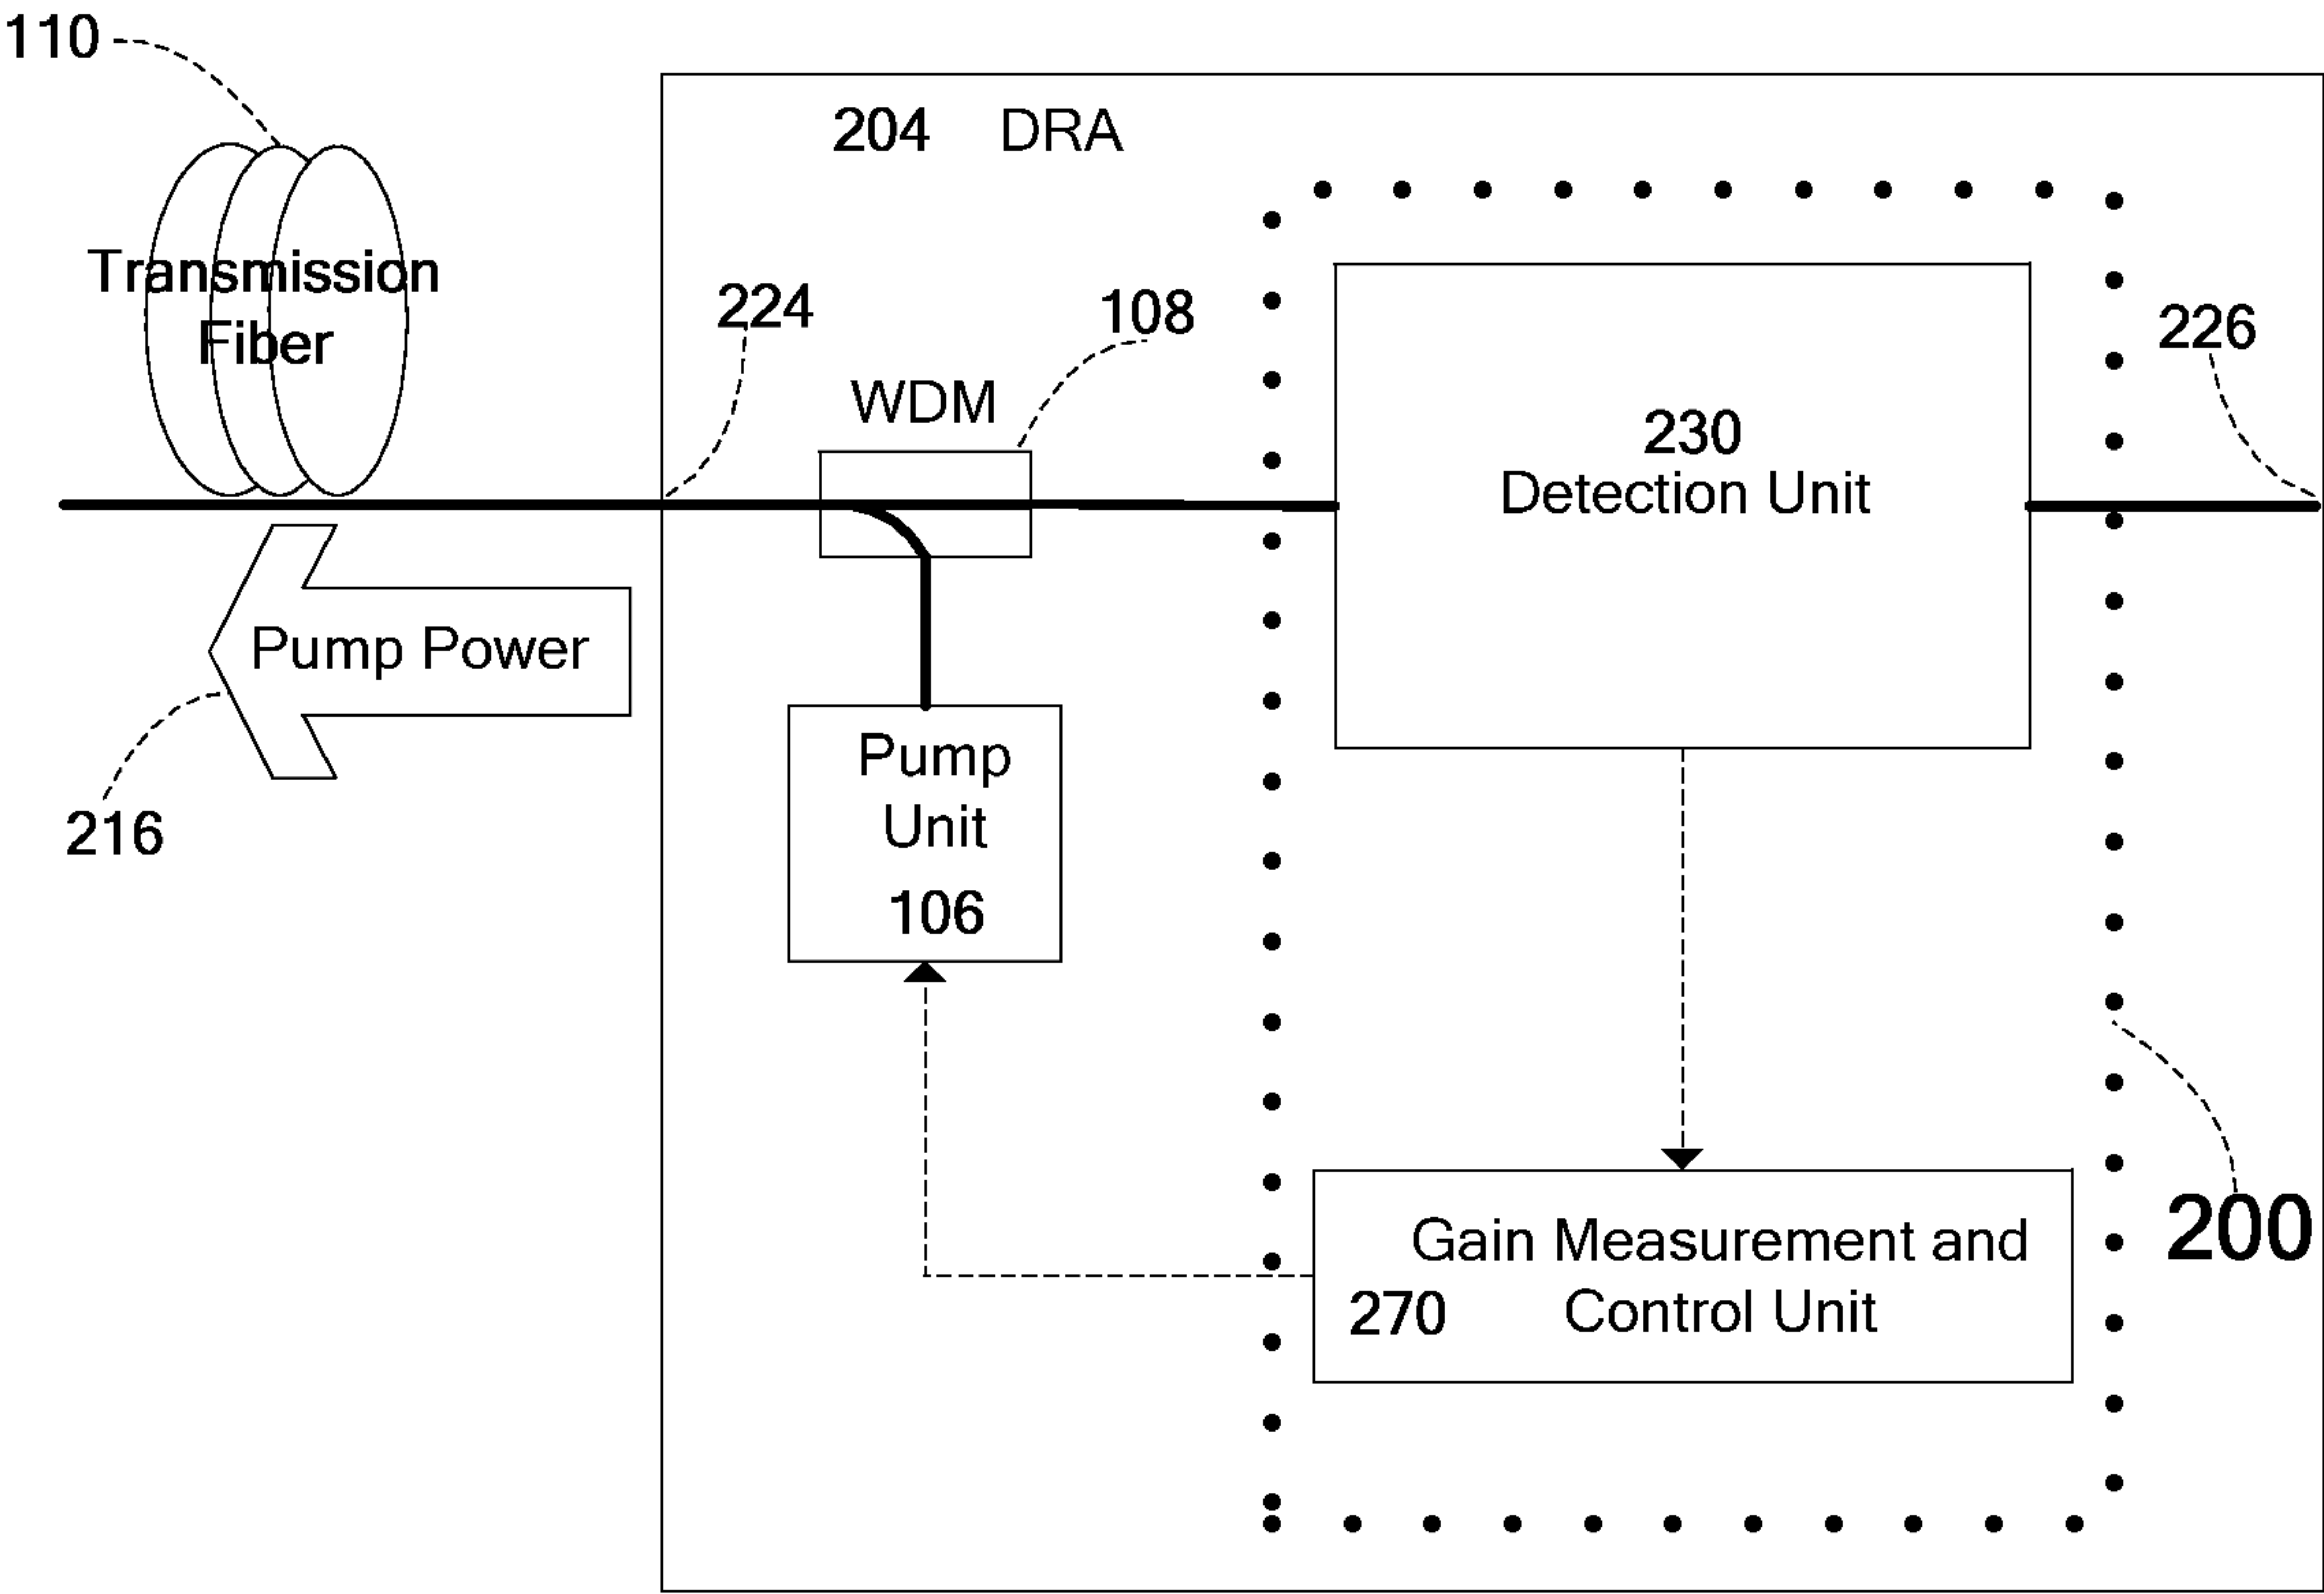 110
204 DRA
Transmission
Fiber
224
108
226
WDM
230
Detection Unit
Pump Power
216
Pump
Unit
106
200
Gain Measurement and
270 Control Unit